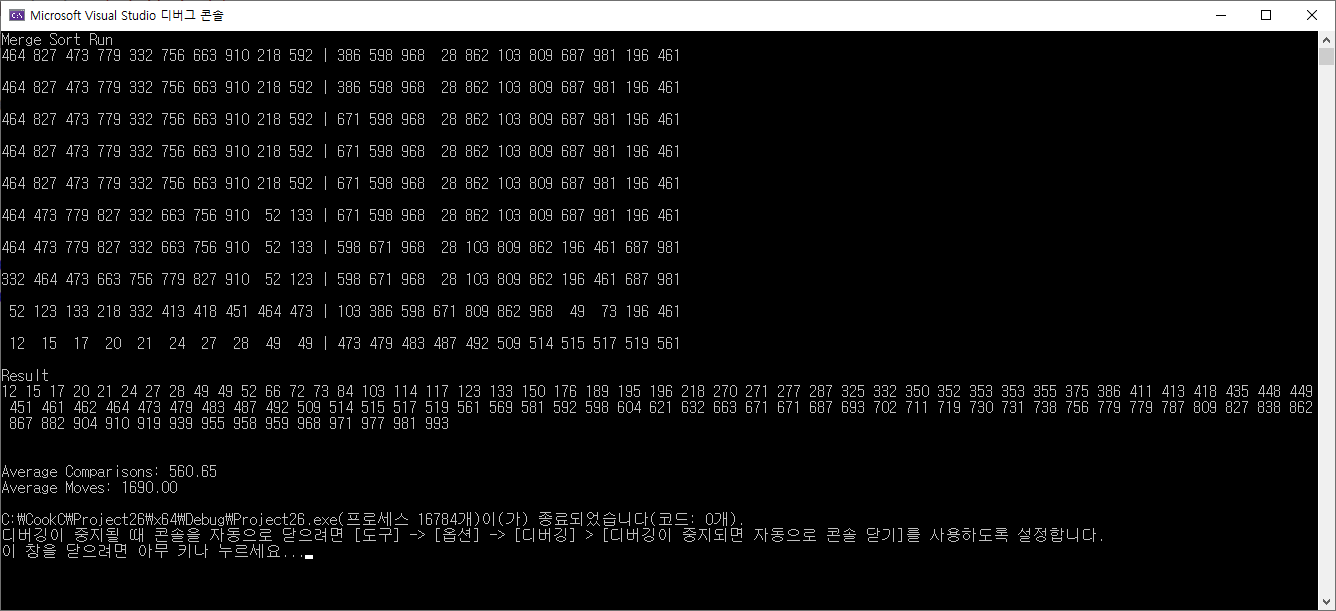 Microsoft Visual Studio 디버그 콘솔
Merge Sort Run
464 827 473 779 332 756 663 910 218 592 | 386 598 968  28 862 103 809 687 981 196 461
464 827 473 779 332 756 663 910 218 592 | 386 598 968  28 862 103 809 687 981 196 461
464 827 473 779 332 756 663 910 218 592 | 671 598 968  28 862 103 809 687 981 196 461
464 827 473 779 332 756 663 910 218 592 | 671 598 968  28 862 103 809 687 981 196 461
464 827 473 779 332 756 663 910 218 592 | 671 598 968  28 862 103 809 687 981 196 461
464 473 779 827 332 663 756 910  52 133 | 671 598 968  28 862 103 809 687 981 196 461
464 473 779 827 332 663 756 910  52 133 | 598 671 968  28 103 809 862 196 461 687 981
332 464 473 663 756 779 827 910  52 123 | 598 671 968  28 103 809 862 196 461 687 981
52 123 133 218 332 413 418 451 464 473 | 103 386 598 671 809 862 968  49  73 196 461
12  15  17  20  21  24  27  28  49  49 | 473 479 483 487 492 509 514 515 517 519 561
Result
12 15 17 20 21 24 27 28 49 49 52 66 72 73 84 103 114 117 123 133 150 176 189 195 196 218 270 271 277 287 325 332 350 352 353 353 355 375 386 411 413 418 435 448 449
451 461 462 464 473 479 483 487 492 509 514 515 517 519 561 569 581 592 598 604 621 632 663 671 671 687 693 702 711 719 730 731 738 756 779 779 787 809 827 838 862
867 882 904 910 919 939 955 958 959 968 971 977 981 993
Average Comparisons: 560.65
Average Moves: 1690.00
C:₩CookC₩Project26₩x64₩Debug₩Project26.exe(프로세스 16784개)이(가) 종료되었습니다(코드: 0개).
디버깅이 중지될 때 콘솔을 자동으로 닫으려면 [도구] -> [옵션] -> [디버깅] > [디버깅이 중지되면 자동으로 콘솔 닫기]를 사용하도록 설정합니다.
이 창을 닫으려면 아무 키나 누르세요...